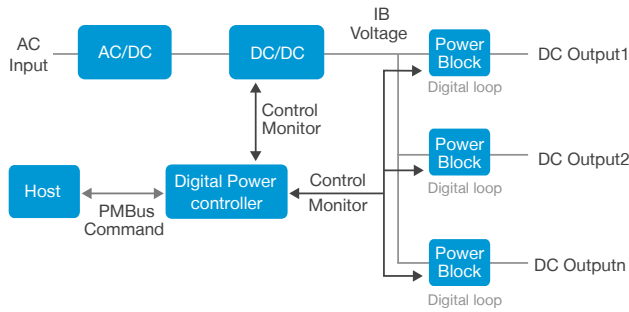 AC
Input
AC/DC
DC/DC
IB
Voltage
Power
Block
Digital loop
DC Output1
Control
Monitor
Power
Block
Digital loop
DC Output2
Host
PMBus
Command
Digital Power
controller
Control
Monitor
Power
Block
Digital loop
DC Outputn